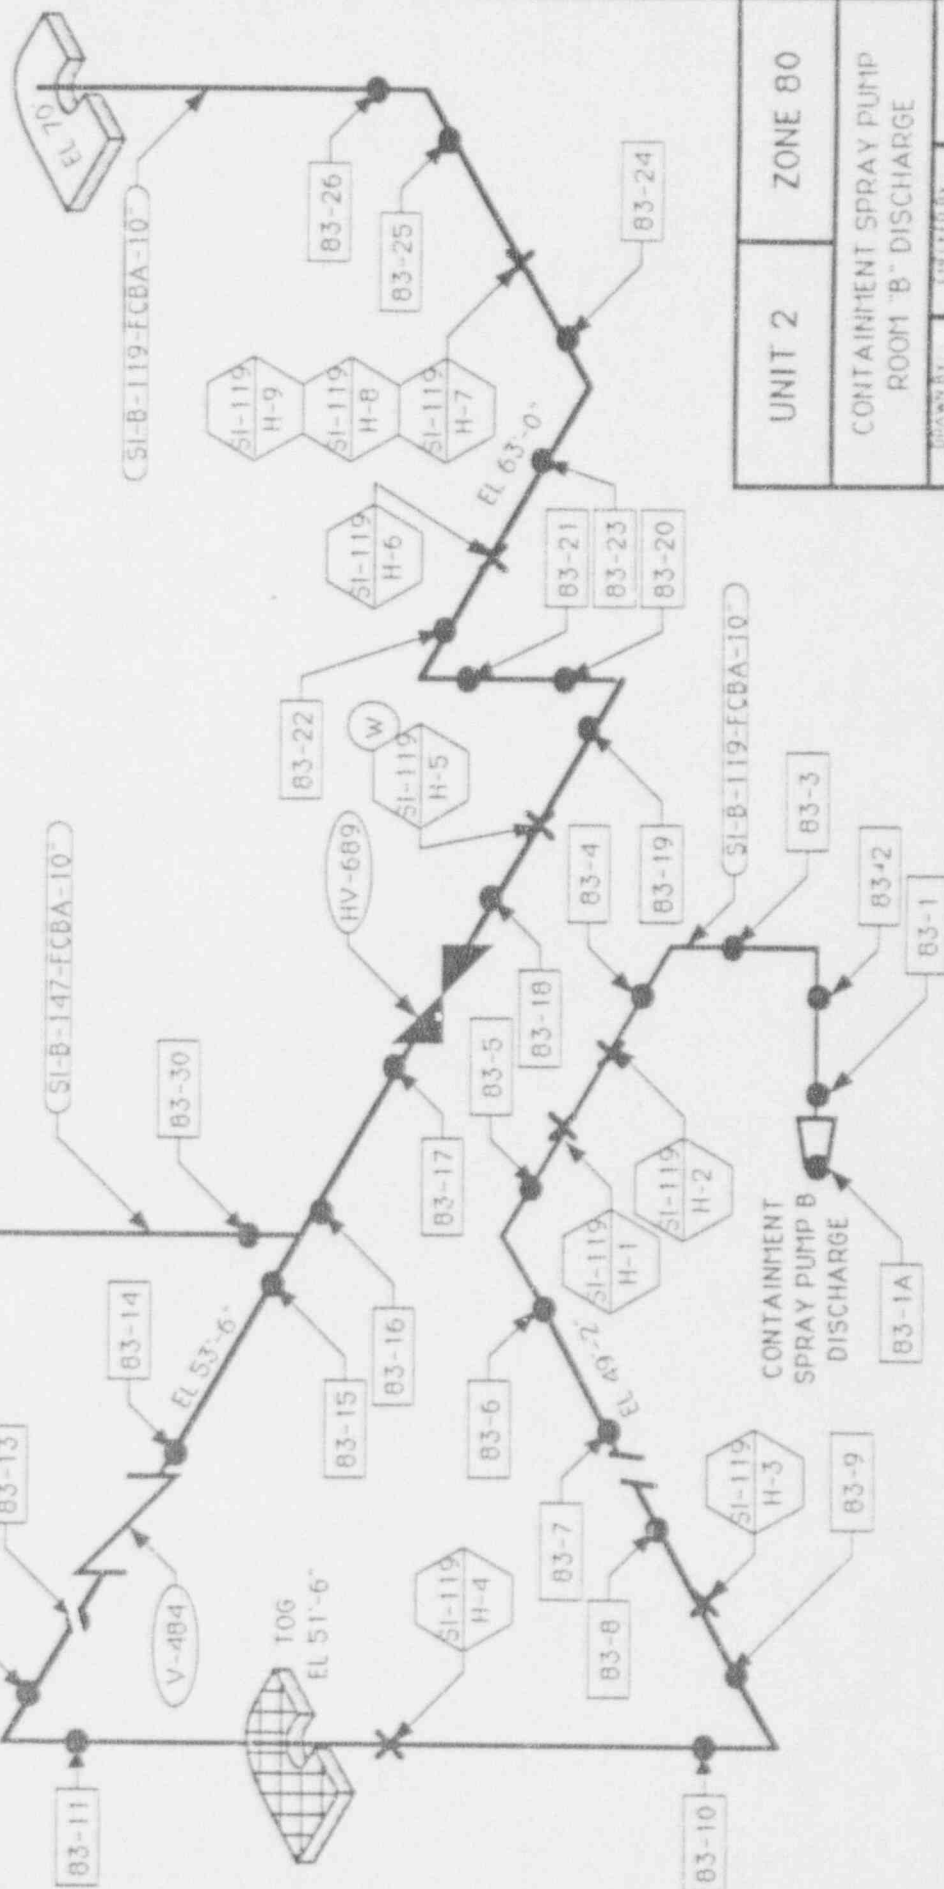 EL 70'
SI-B-119-FCBA-10"
83-26
83-25
83-24
SI-119
H-9
SI-119
H-8
SI-119
H-7
EL 63'-0"
SI-119
H-6
83-21
83-23
83-20
83-22
W
SI-119
H-5
HV-689
83-19
83-18
83-17
SI-B-147-FCBA-10"
83-30
83-16
83-15
83-14
EL 53'-6"
83-13
V-484
83-11
TOG
EL 51'-6"
SI-119
H-4
83-10
83-9
SI-119
H-3
83-8
83-7
EL 49'-2"
83-6
83-5
SI-119
H-1
SI-119
H-2
83-4
SI-B-119-FCBA-10"
83-3
83-2
83-1
83-1A
CONTAINMENT
SPRAY PUMP B
DISCHARGE
UNIT 2
ZONE 80
CONTAINMENT SPRAY PUMP
ROOM "B" DISCHARGE
DRAWN BY